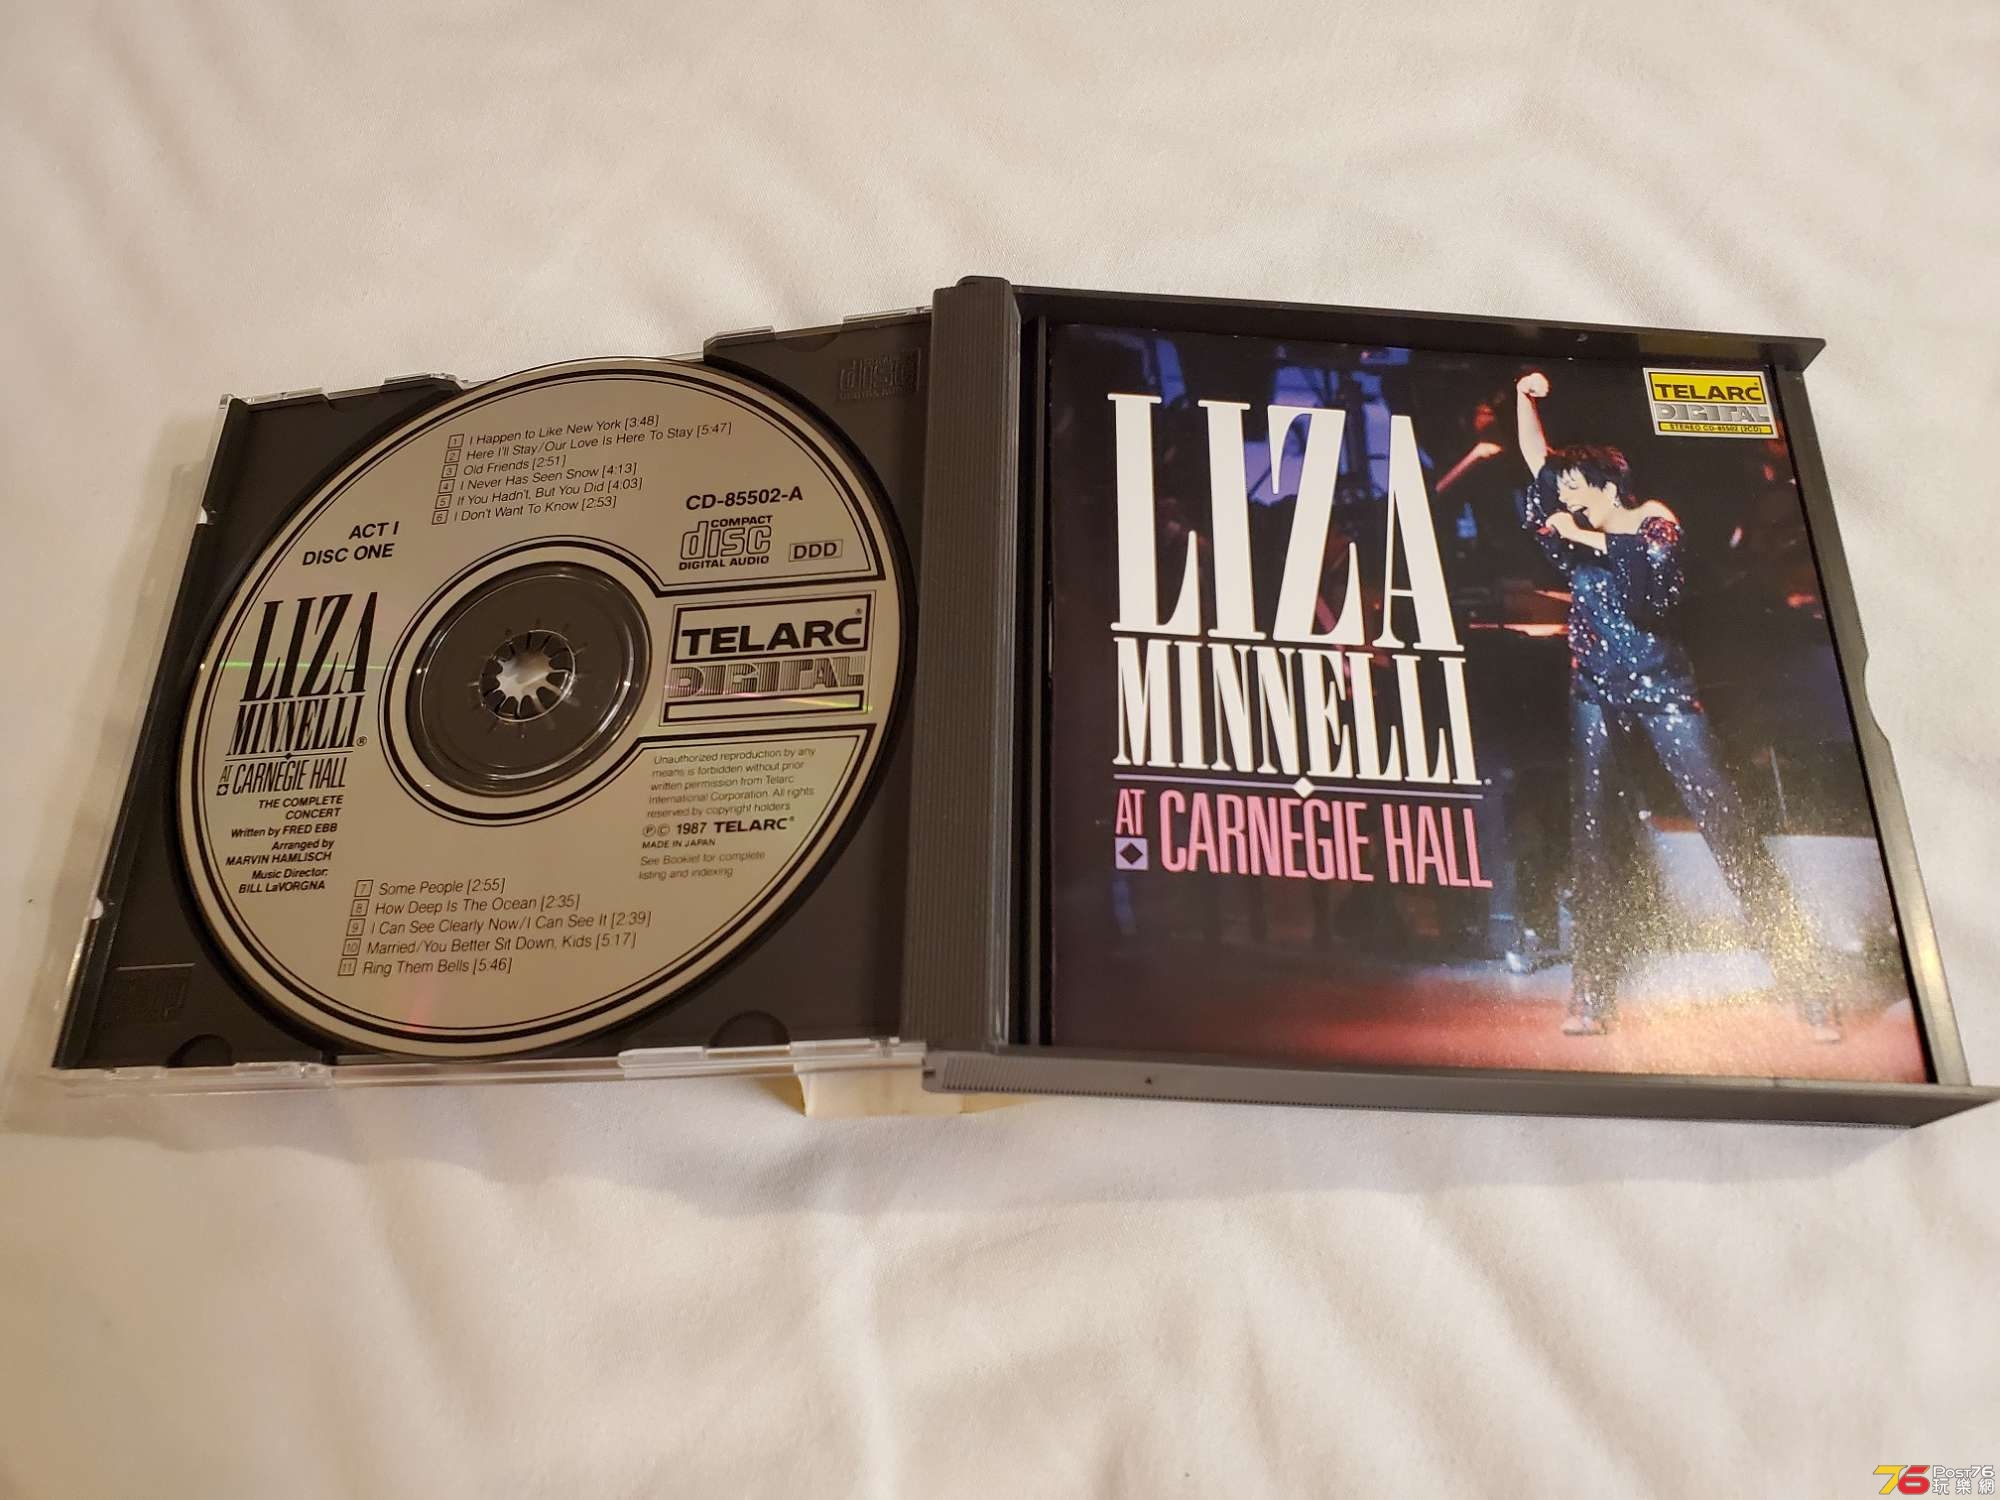 1 I Happen to Like New York [3:48]
2 Here I'll Stay/Our Love Is Here To Stay [5:47]
3 Old Friends [2:51]
4 I Never Has Seen Snow [4:13]
5 If You Hadn't, But You Did [4:03]
6 I Don't Want To Know [2:53]
ACT I
DISC ONE
CD-85502-A
COMPACT
disc
DIGITAL AUDIO
DDD
LIZA
MINNELLI®
AT CARNEGIE HALL
THE COMPLETE
CONCERT
Written by FRED EBB
Arranged by
MARVIN HAMLISCH
Music Director:
BILL LaVORGNA
TELARC®
DIGITAL
Unauthorized reproduction by any
means is forbidden without prior
written permission from Telarc
International Corporation. All rights
reserved by copyright holders
℗© 1987 TELARC®
MADE IN JAPAN
See Booklet for complete
listing and indexing
7 Some People [2:55]
8 How Deep Is The Ocean [2:35]
9 I Can See Clearly Now/I Can See It [2:39]
10 Married/You Better Sit Down, Kids [5:17]
11 Ring Them Bells [5:46]
TELARC®
DIGITAL
STEREO CD-85502 (2CD)
LIZA
MINNELLI
AT CARNEGIE HALL
76 Post76
玩樂網